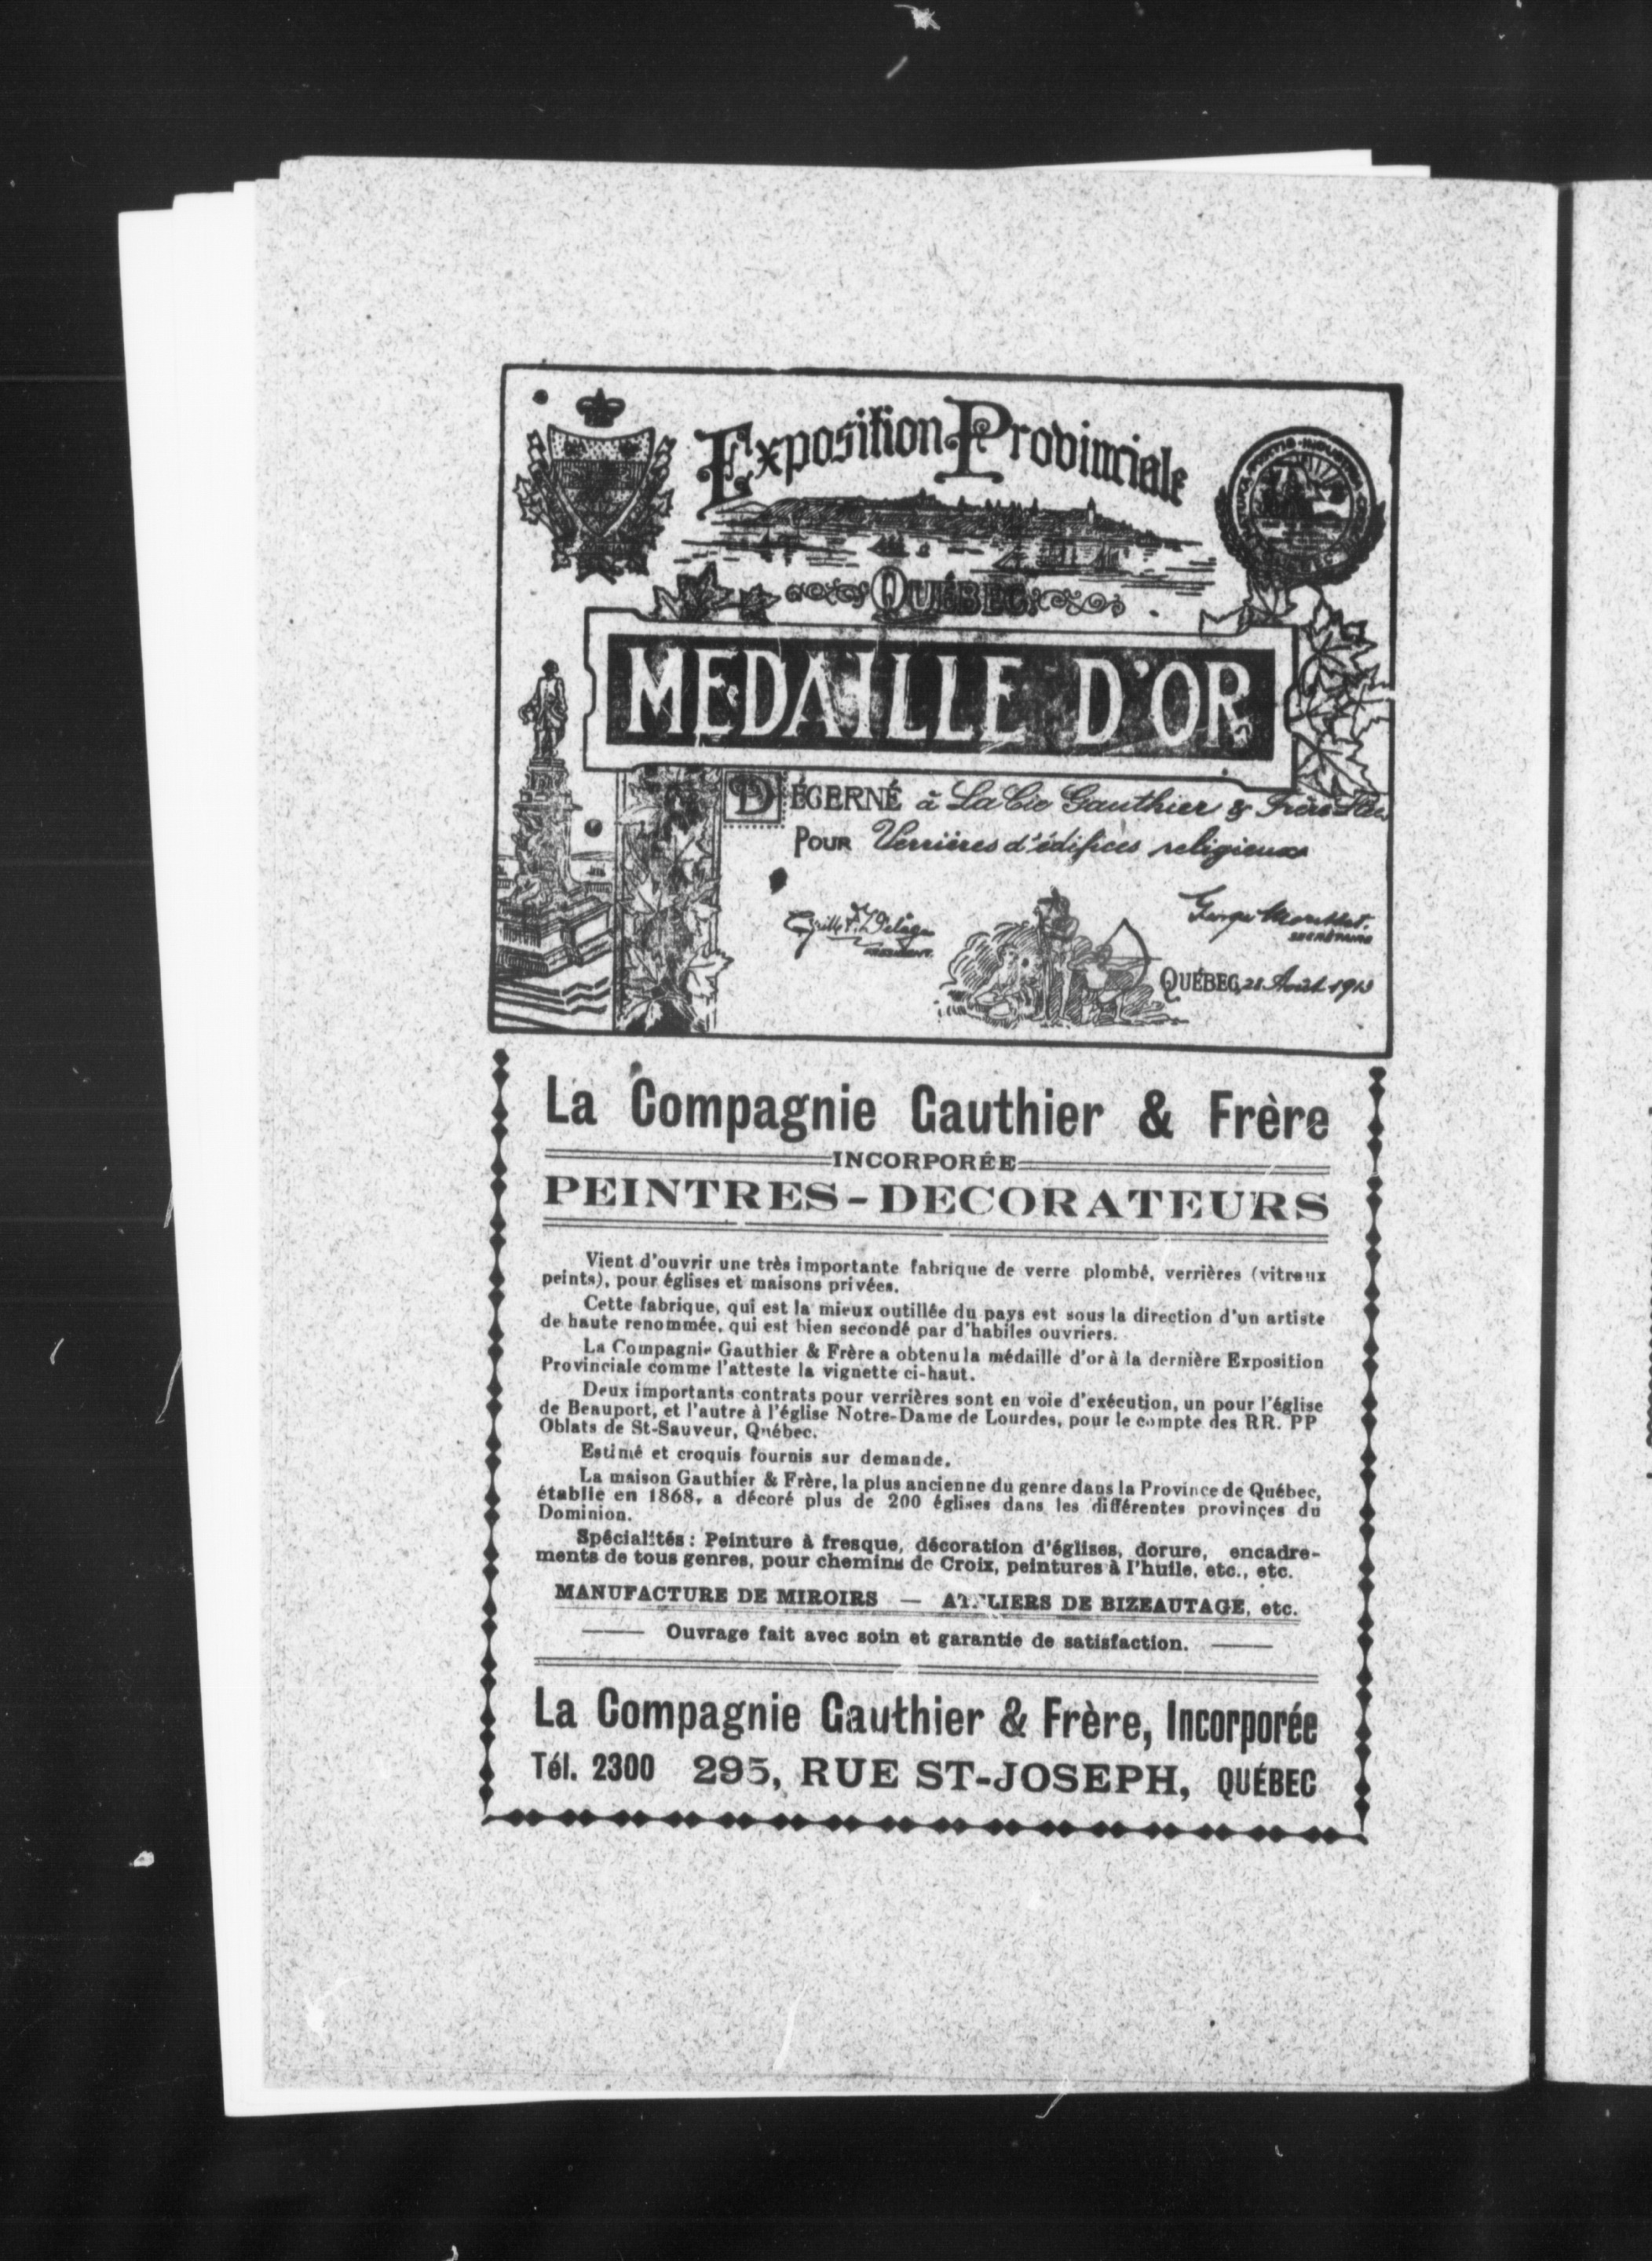 Exposition Provinciale
QUÉBEC
MEDAILLE D'OR
DÉCERNÉ à La Cie Gauthier & Frère
POUR Verrières d'édifices religieux
PRÉSIDENT
SECRÉTAIRE
QUÉBEC, 28 Août 1913
La Compagnie Gauthier & Frère
INCORPORÉE
PEINTRES-DECORATEURS
Vient d'ouvrir une très importante fabrique de verre plombé, verrières (vitraux
peints), pour églises et maisons privées.
Cette fabrique, qui est la mieux outillée du pays est sous la direction d'un artiste
de haute renommée, qui est bien secondé par d'habiles ouvriers.
La Compagnie Gauthier & Frère a obtenu la médaille d'or à la dernière Exposition
Provinciale comme l'atteste la vignette ci-haut.
Deux importants contrats pour verrières sont en voie d'exécution, un pour l'église
de Beauport, et l'autre à l'église Notre-Dame de Lourdes, pour le compte des RR. PP
Oblats de St-Sauveur, Québec.
Estimé et croquis fournis sur demande.
La maison Gauthier & Frère, la plus ancienne du genre dans la Province de Québec,
établie en 1868, a décoré plus de 200 églises dans les différentes provinces du
Dominion.
Spécialités : Peinture à fresque, décoration d'églises, dorure, encadre-
ments de tous genres, pour chemins de Croix, peintures à l'huile, etc., etc.
MANUFACTURE DE MIROIRS — ATELIERS DE BIZEAUTAGE, etc.
Ouvrage fait avec soin et garantie de satisfaction.
La Compagnie Gauthier & Frère, Incorporée
Tél. 2300 295, RUE ST-JOSEPH, QUÉBEC